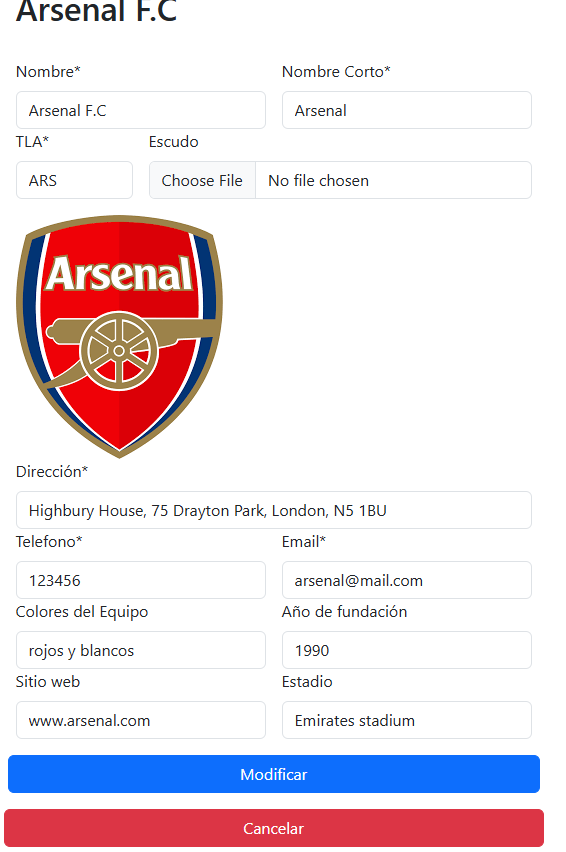 Arsenal F.C
Nombre* Nombre Corto*
Arsenal F.C Arsenal
TLA* Escudo
ARS Choose File No file chosen
Arsenal
Dirección*
Highbury House, 75 Drayton Park, London, N5 1BU
Telefono* Email*
123456 arsenal@mail.com
Colores del Equipo Año de fundación
rojos y blancos 1990
Sitio web Estadio
www.arsenal.com Emirates stadium
Modificar
Cancelar